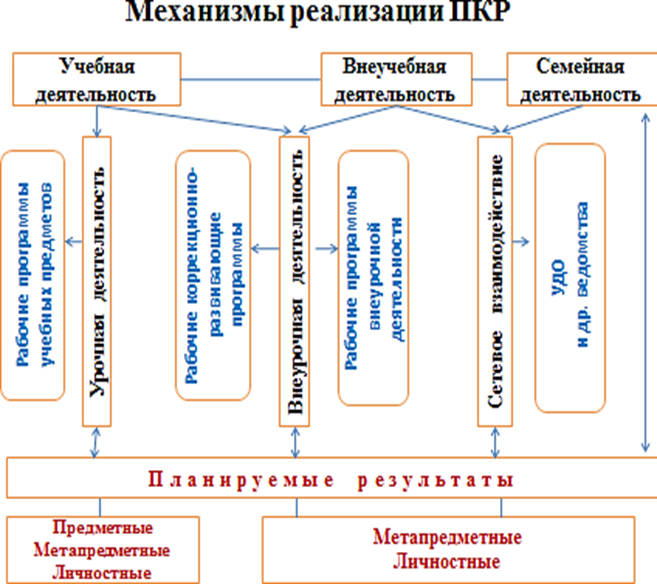 Механизмы реализации ПКР
Учебная
деятельность
Внеучебная
деятельность
Семейная
деятельность
Рабочие программы
учебных предметов
Урочная деятельность
Рабочие коррекционно-
развивающие
программы
Внеурочная деятельность
Рабочие программы
внеурочной
деятельности
Сетевое взаимодействие
УДО
и др. ведомства
Планируемые результаты
Предметные
Метапредметные
Личностные
Метапредметные
Личностные